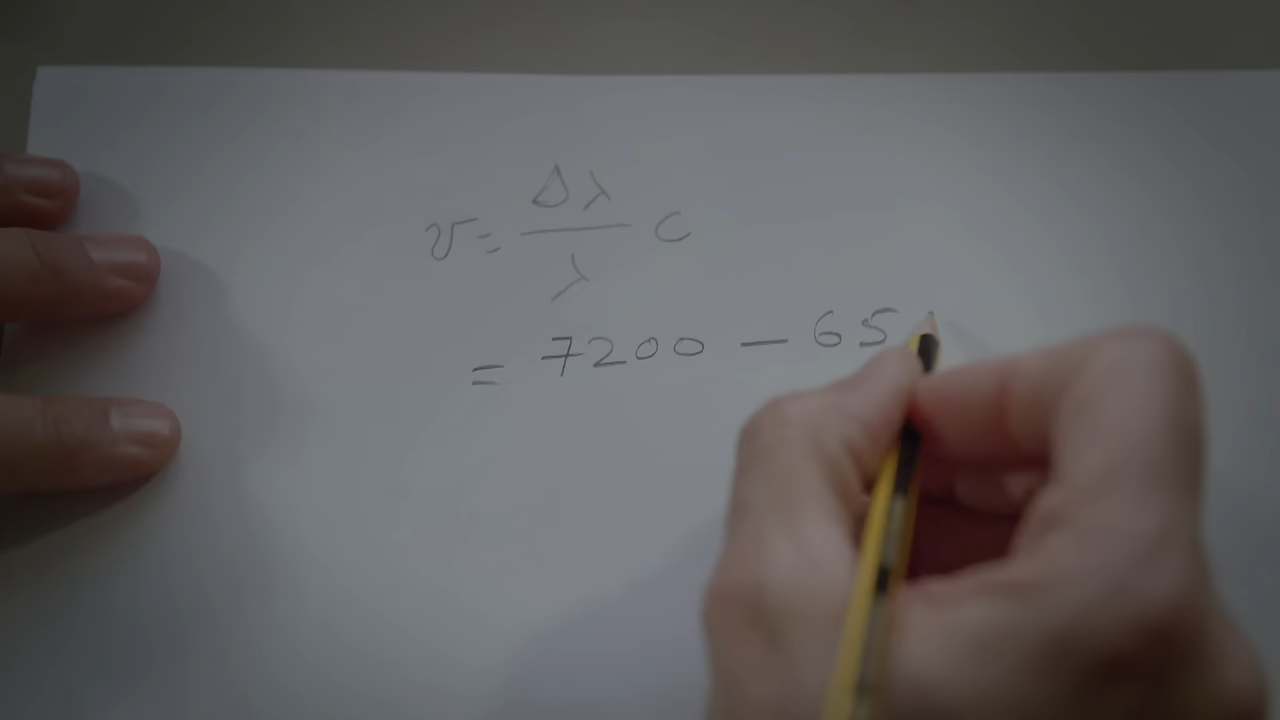 v = Δλ / λ c
= 7200 – 65